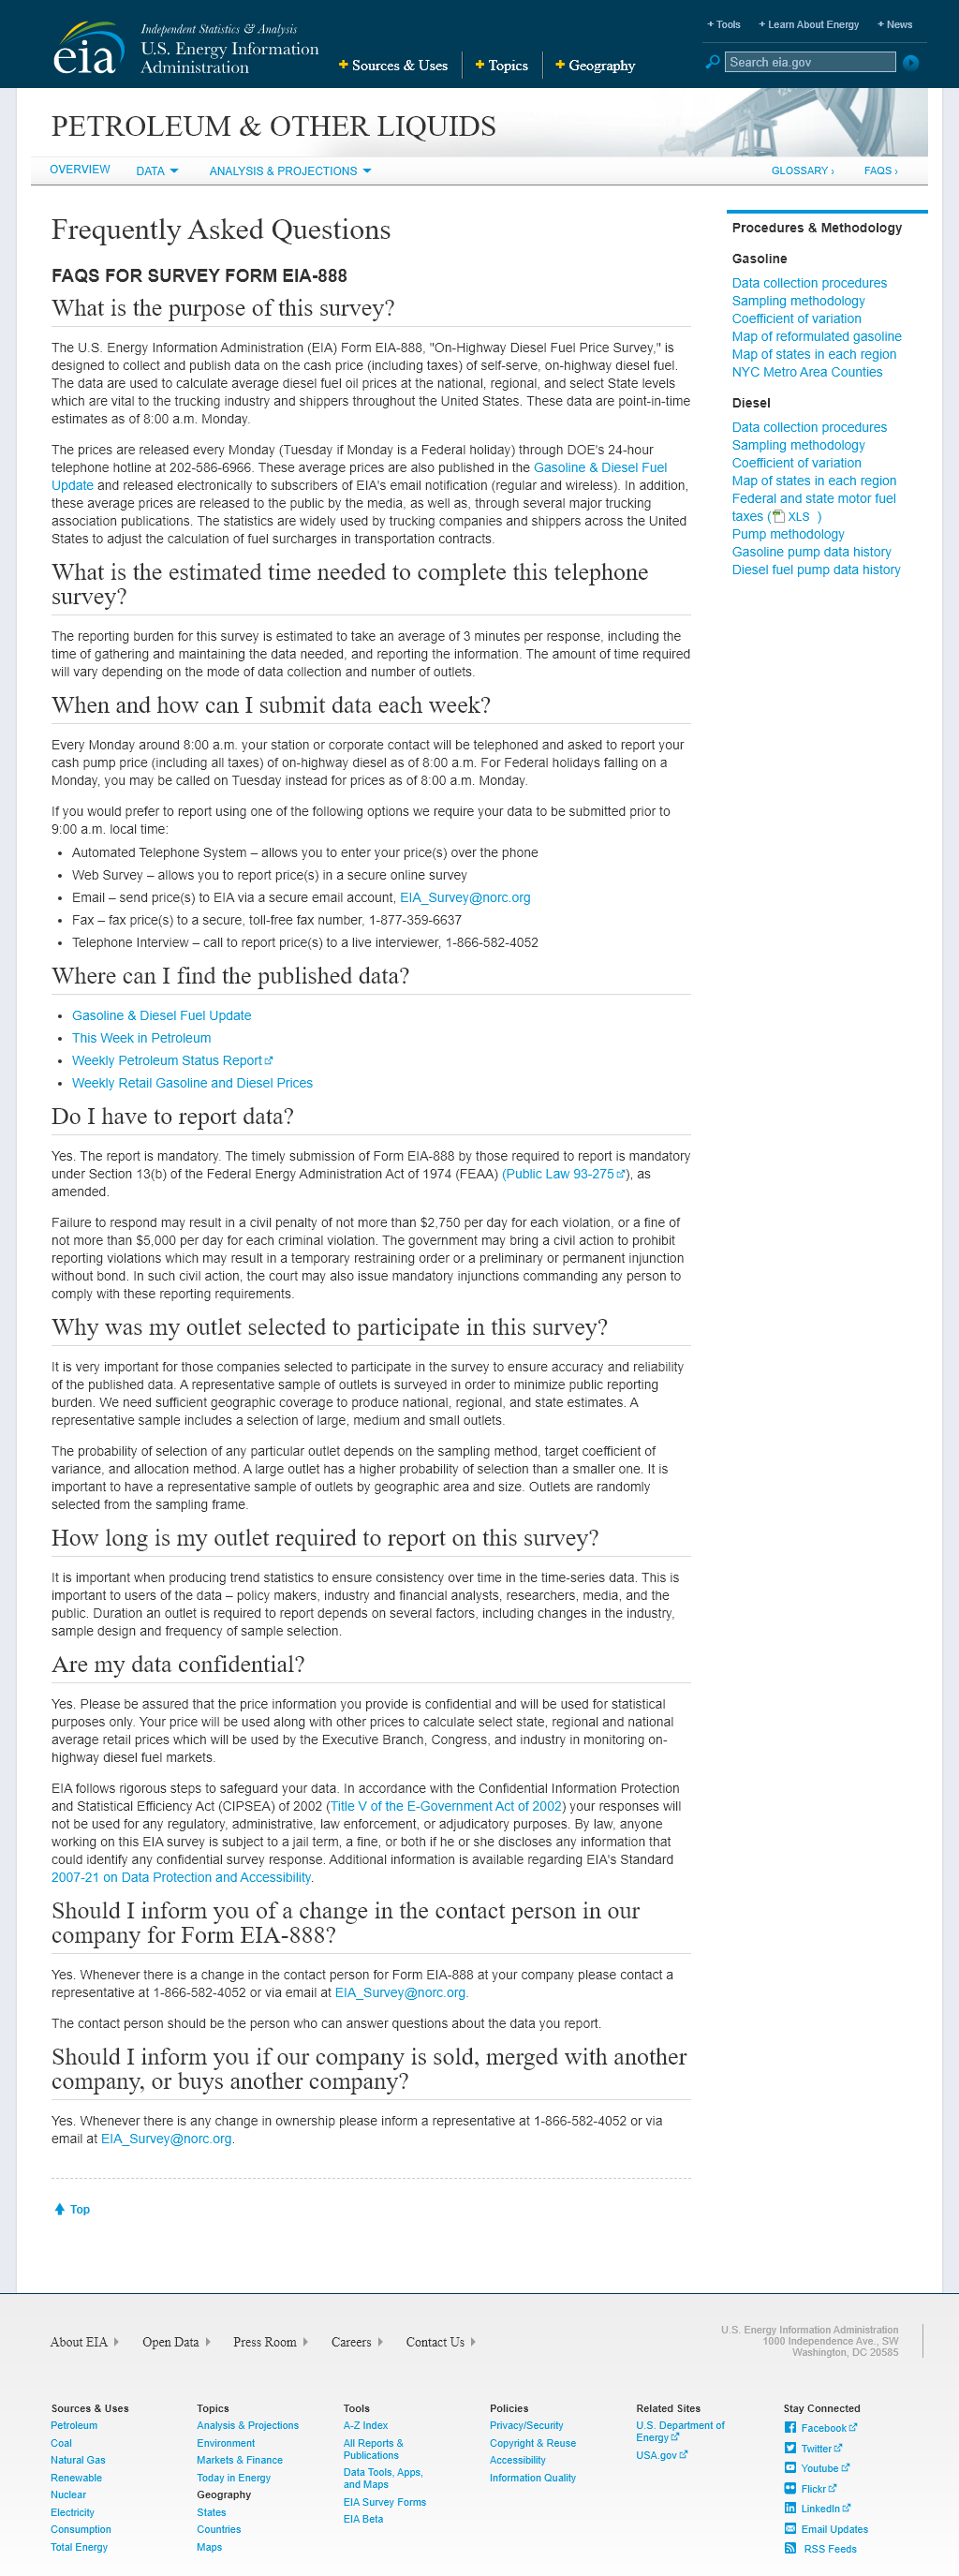 eia
Independent Statistics & Analysis
U.S. Energy Information
Administration
+ Sources & Uses
+ Topics
+ Geography
+ Tools
+ Learn About Energy
+ News
Search eia.gov
PETROLEUM & OTHER LIQUIDS
OVERVIEW
DATA
ANALYSIS & PROJECTIONS
GLOSSARY ›
FAQS ›
Frequently Asked Questions
FAQS FOR SURVEY FORM EIA-888
What is the purpose of this survey?
The U.S. Energy Information Administration (EIA) Form EIA-888, "On-Highway Diesel Fuel Price Survey," is
designed to collect and publish data on the cash price (including taxes) of self-serve, on-highway diesel fuel.
The data are used to calculate average diesel fuel oil prices at the national, regional, and select State levels
which are vital to the trucking industry and shippers throughout the United States. These data are point-in-time
estimates as of 8:00 a.m. Monday.
The prices are released every Monday (Tuesday if Monday is a Federal holiday) through DOE's 24-hour
telephone hotline at 202-586-6966. These average prices are also published in the Gasoline & Diesel Fuel
Update and released electronically to subscribers of EIA's email notification (regular and wireless). In addition,
these average prices are released to the public by the media, as well as, through several major trucking
association publications. The statistics are widely used by trucking companies and shippers across the United
States to adjust the calculation of fuel surcharges in transportation contracts.
What is the estimated time needed to complete this telephone
survey?
The reporting burden for this survey is estimated to take an average of 3 minutes per response, including the
time of gathering and maintaining the data needed, and reporting the information. The amount of time required
will vary depending on the mode of data collection and number of outlets.
When and how can I submit data each week?
Every Monday around 8:00 a.m. your station or corporate contact will be telephoned and asked to report your
cash pump price (including all taxes) of on-highway diesel as of 8:00 a.m. For Federal holidays falling on a
Monday, you may be called on Tuesday instead for prices as of 8:00 a.m. Monday.
If you would prefer to report using one of the following options we require your data to be submitted prior to
9:00 a.m. local time:
• Automated Telephone System – allows you to enter your price(s) over the phone
• Web Survey – allows you to report price(s) in a secure online survey
• Email – send price(s) to EIA via a secure email account, EIA_Survey@norc.org
• Fax – fax price(s) to a secure, toll-free fax number, 1-877-359-6637
• Telephone Interview – call to report price(s) to a live interviewer, 1-866-582-4052
Where can I find the published data?
• Gasoline & Diesel Fuel Update
• This Week in Petroleum
• Weekly Petroleum Status Report
• Weekly Retail Gasoline and Diesel Prices
Do I have to report data?
Yes. The report is mandatory. The timely submission of Form EIA-888 by those required to report is mandatory
under Section 13(b) of the Federal Energy Administration Act of 1974 (FEAA) (Public Law 93-275), as
amended.
Failure to respond may result in a civil penalty of not more than $2,750 per day for each violation, or a fine of
not more than $5,000 per day for each criminal violation. The government may bring a civil action to prohibit
reporting violations which may result in a temporary restraining order or a preliminary or permanent injunction
without bond. In such civil action, the court may also issue mandatory injunctions commanding any person to
comply with these reporting requirements.
Why was my outlet selected to participate in this survey?
It is very important for those companies selected to participate in the survey to ensure accuracy and reliability
of the published data. A representative sample of outlets is surveyed in order to minimize public reporting
burden. We need sufficient geographic coverage to produce national, regional, and state estimates. A
representative sample includes a selection of large, medium and small outlets.
The probability of selection of any particular outlet depends on the sampling method, target coefficient of
variance, and allocation method. A large outlet has a higher probability of selection than a smaller one. It is
important to have a representative sample of outlets by geographic area and size. Outlets are randomly
selected from the sampling frame.
How long is my outlet required to report on this survey?
It is important when producing trend statistics to ensure consistency over time in the time-series data. This is
important to users of the data – policy makers, industry and financial analysts, researchers, media, and the
public. Duration an outlet is required to report depends on several factors, including changes in the industry,
sample design and frequency of sample selection.
Are my data confidential?
Yes. Please be assured that the price information you provide is confidential and will be used for statistical
purposes only. Your price will be used along with other prices to calculate select state, regional and national
average retail prices which will be used by the Executive Branch, Congress, and industry in monitoring on-
highway diesel fuel markets.
EIA follows rigorous steps to safeguard your data. In accordance with the Confidential Information Protection
and Statistical Efficiency Act (CIPSEA) of 2002 (Title V of the E-Government Act of 2002) your responses will
not be used for any regulatory, administrative, law enforcement, or adjudicatory purposes. By law, anyone
working on this EIA survey is subject to a jail term, a fine, or both if he or she discloses any information that
could identify any confidential survey response. Additional information is available regarding EIA's Standard
2007-21 on Data Protection and Accessibility.
Should I inform you of a change in the contact person in our
company for Form EIA-888?
Yes. Whenever there is a change in the contact person for Form EIA-888 at your company please contact a
representative at 1-866-582-4052 or via email at EIA_Survey@norc.org.
The contact person should be the person who can answer questions about the data you report.
Should I inform you if our company is sold, merged with another
company, or buys another company?
Yes. Whenever there is any change in ownership please inform a representative at 1-866-582-4052 or via
email at EIA_Survey@norc.org.
Top
Procedures & Methodology
Gasoline
Data collection procedures
Sampling methodology
Coefficient of variation
Map of reformulated gasoline
Map of states in each region
NYC Metro Area Counties
Diesel
Data collection procedures
Sampling methodology
Coefficient of variation
Map of states in each region
Federal and state motor fuel
taxes ( XLS )
Pump methodology
Gasoline pump data history
Diesel fuel pump data history
About EIA
Open Data
Press Room
Careers
Contact Us
U.S. Energy Information Administration
1000 Independence Ave., SW
Washington, DC 20585
Sources & Uses
Petroleum
Coal
Natural Gas
Renewable
Nuclear
Electricity
Consumption
Total Energy
Topics
Analysis & Projections
Environment
Markets & Finance
Today in Energy
Geography
States
Countries
Maps
Tools
A-Z Index
All Reports &
Publications
Data Tools, Apps,
and Maps
EIA Survey Forms
EIA Beta
Policies
Privacy/Security
Copyright & Reuse
Accessibility
Information Quality
Related Sites
U.S. Department of
Energy
USA.gov
Stay Connected
Facebook
Twitter
Youtube
Flickr
LinkedIn
Email Updates
RSS Feeds